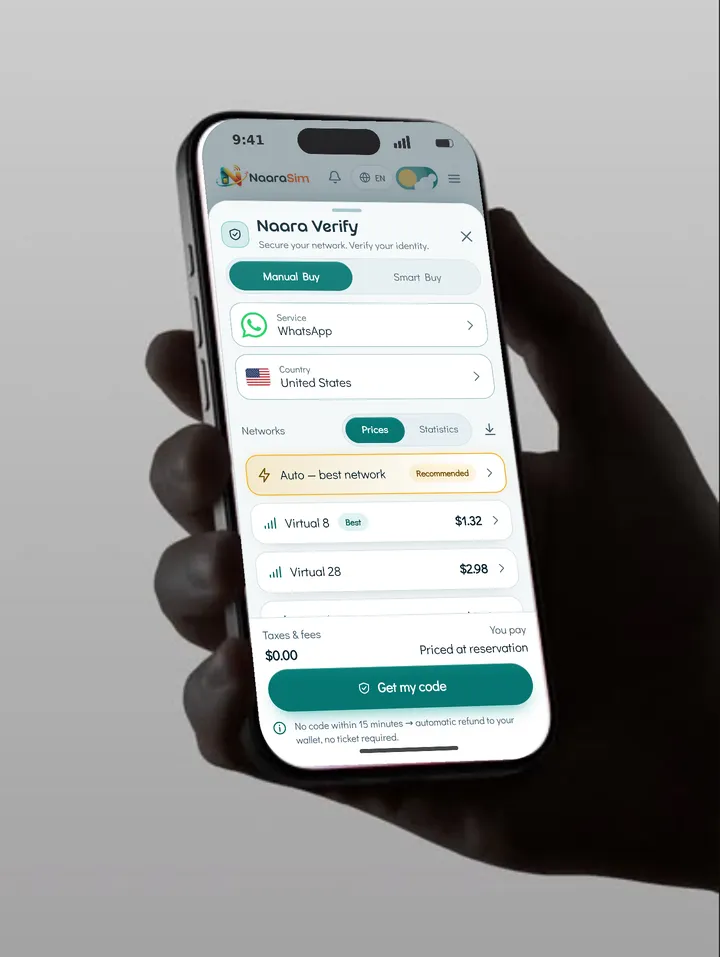 9:41
NaaraSim
EN
Naara Verify
Secure your network. Verify your identity.
Manual Buy
Smart Buy
Service
WhatsApp
Country
United States
Networks
Prices
Statistics
Auto — best network
Recommended
Virtual 8
Best
$1.32
Virtual 28
$2.98
Taxes & fees
You pay
$0.00
Priced at reservation
Get my code
No code within 15 minutes → automatic refund to your
wallet, no ticket required.